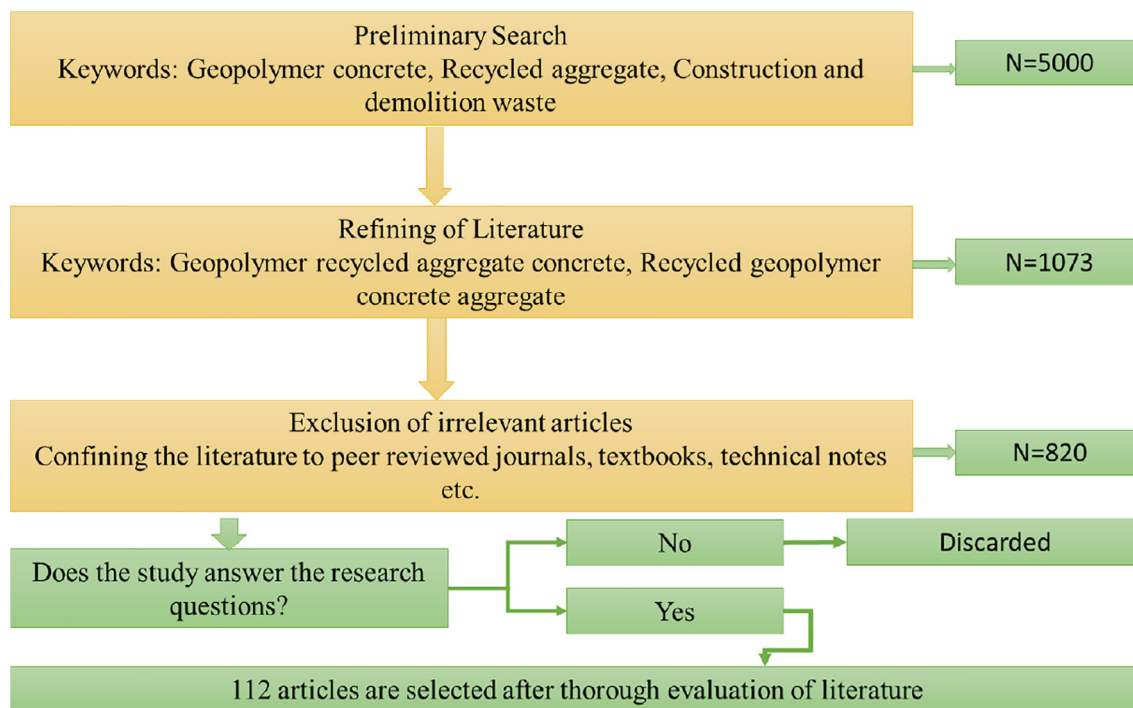 Preliminary Search
Keywords: Geopolymer concrete, Recycled aggregate, Construction and
demolition waste
N=5000
Refining of Literature
Keywords: Geopolymer recycled aggregate concrete, Recycled geopolymer
concrete aggregate
N=1073
Exclusion of irrelevant articles
Confining the literature to peer reviewed journals, textbooks, technical notes
etc.
N=820
Does the study answer the research
questions?
No
Discarded
Yes
112 articles are selected after thorough evaluation of literature